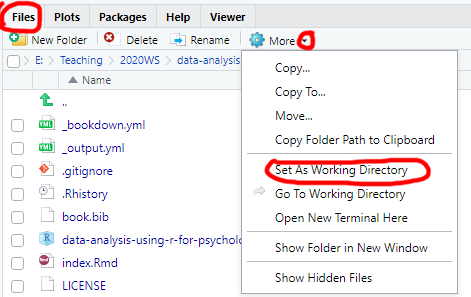 Files Plots Packages Help Viewer
New Folder Delete Rename More
E: Teaching 2020WS data-analysis
Name
..
_bookdown.yml
_output.yml
.gitignore
.Rhistory
book.bib
data-analysis-using-r-for-psychol
index.Rmd
LICENSE
Copy...
Copy To...
Move...
Copy Folder Path to Clipboard
Set As Working Directory
Go To Working Directory
Open New Terminal Here
Show Folder in New Window
Show Hidden Files